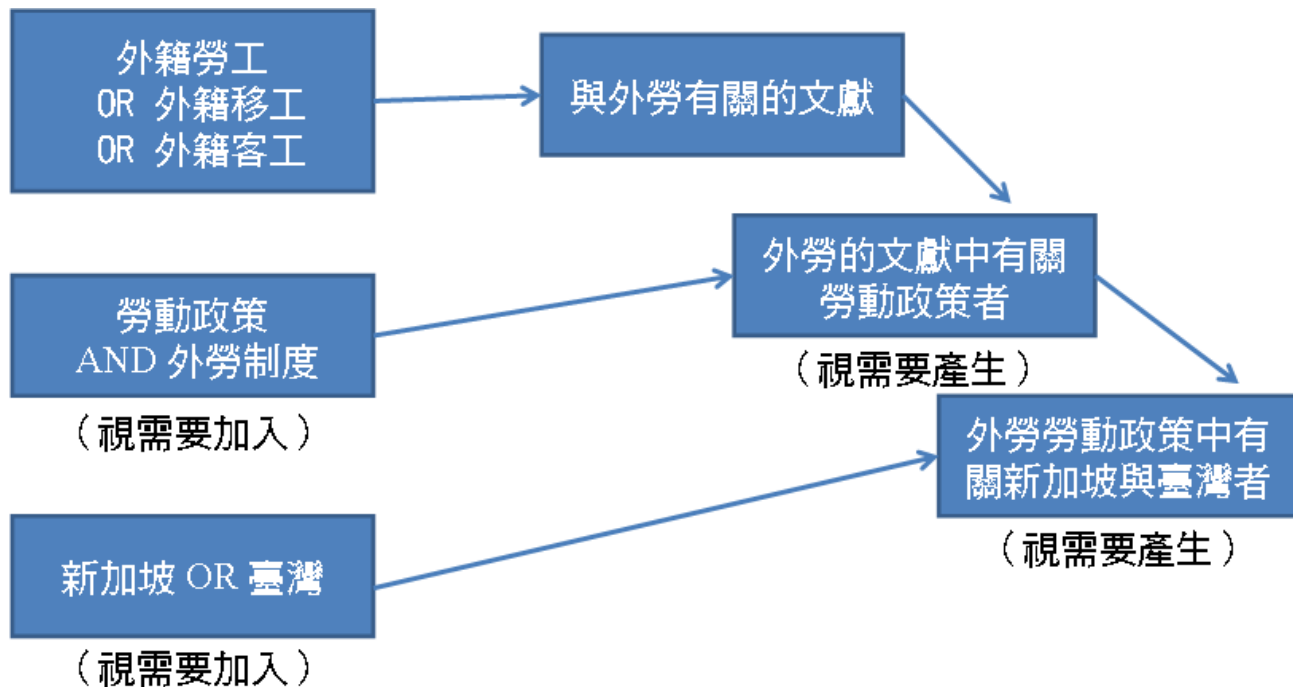 外籍勞工
OR 外籍移工
OR 外籍客工
與外勞有關的文獻
外勞的文獻中有關
勞動政策者
（視需要產生）
勞動政策
AND 外勞制度
（視需要加入）
外勞勞動政策中有
關新加坡與臺灣者
（視需要產生）
新加坡 OR 臺灣
（視需要加入）